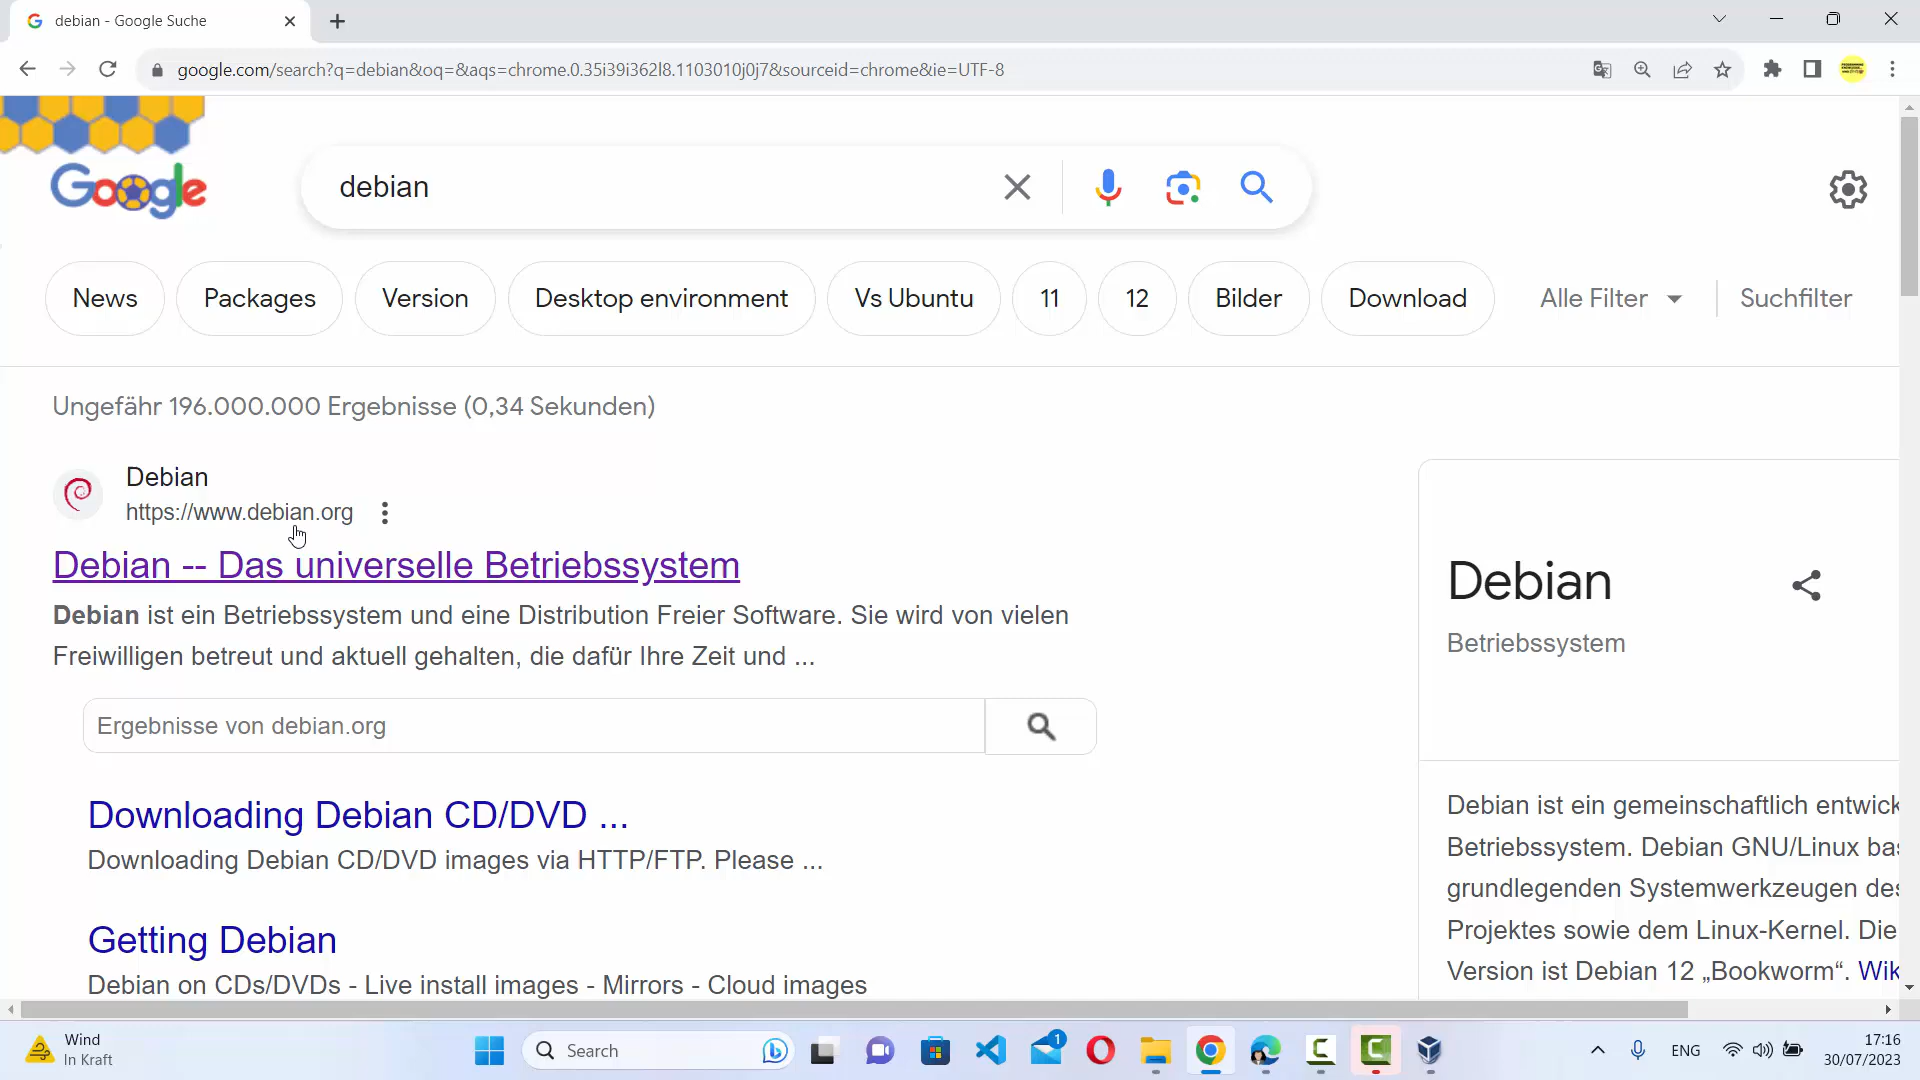 debian - Google Suche
google.com/search?q=debian&oq=&aqs=chrome.0.35i39i362l8.1103010j0j7&sourceid=chrome&ie=UTF-8
Google
debian
News
Packages
Version
Desktop environment
Vs Ubuntu
11
12
Bilder
Download
Alle Filter
Suchfilter
Ungefähr 196.000.000 Ergebnisse (0,34 Sekunden)
Debian
https://www.debian.org
Debian -- Das universelle Betriebssystem
Debian ist ein Betriebssystem und eine Distribution Freier Software. Sie wird von vielen
Freiwilligen betreut und aktuell gehalten, die dafür Ihre Zeit und ...
Ergebnisse von debian.org
Downloading Debian CD/DVD ...
Downloading Debian CD/DVD images via HTTP/FTP. Please ...
Getting Debian
Debian on CDs/DVDs - Live install images - Mirrors - Cloud images
Debian
Betriebssystem
Debian ist ein gemeinschaftlich entwick
Betriebssystem. Debian GNU/Linux bas
grundlegenden Systemwerkzeugen des
Projektes sowie dem Linux-Kernel. Die
Version ist Debian 12 „Bookworm“. Wik
Wind
In Kraft
Search
1
ENG
17:16
30/07/2023